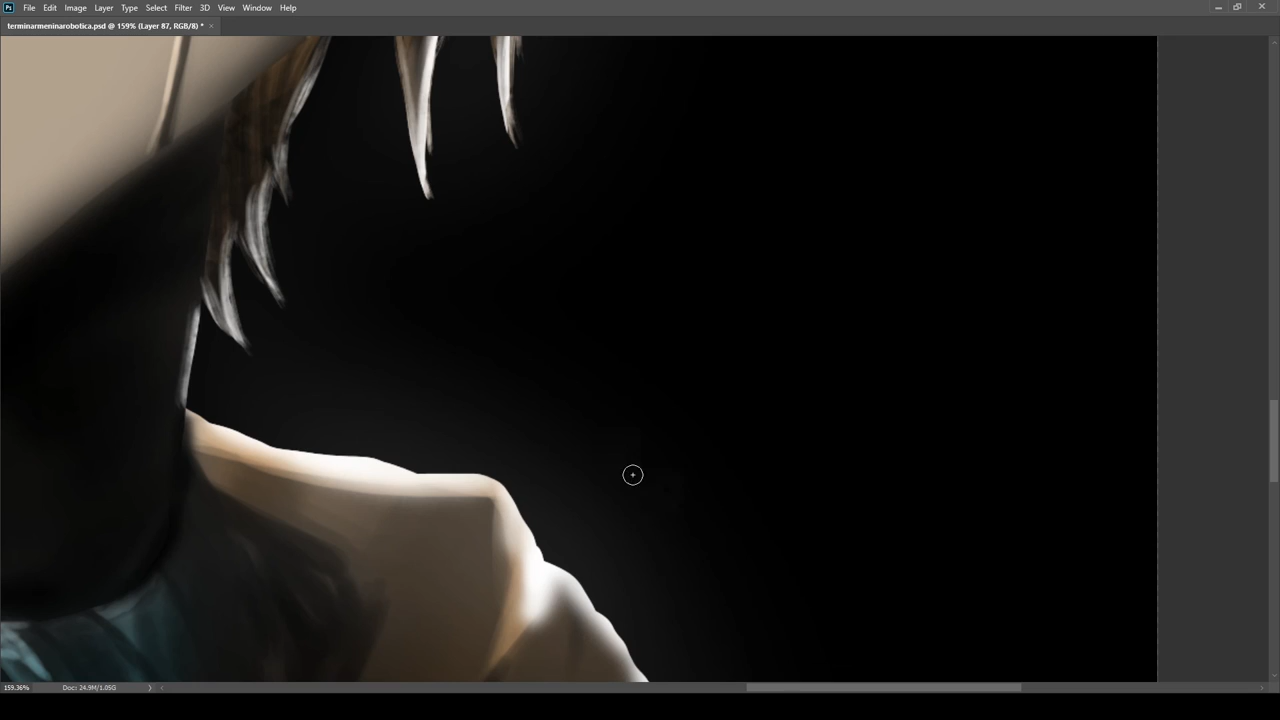 Ps File Edit Image Layer Type Select Filter 3D View Window Help
terminarmeninarobotica.psd @ 159% (Layer 87, RGB/8) * ×
159.36% Doc: 24.9M/1.05G